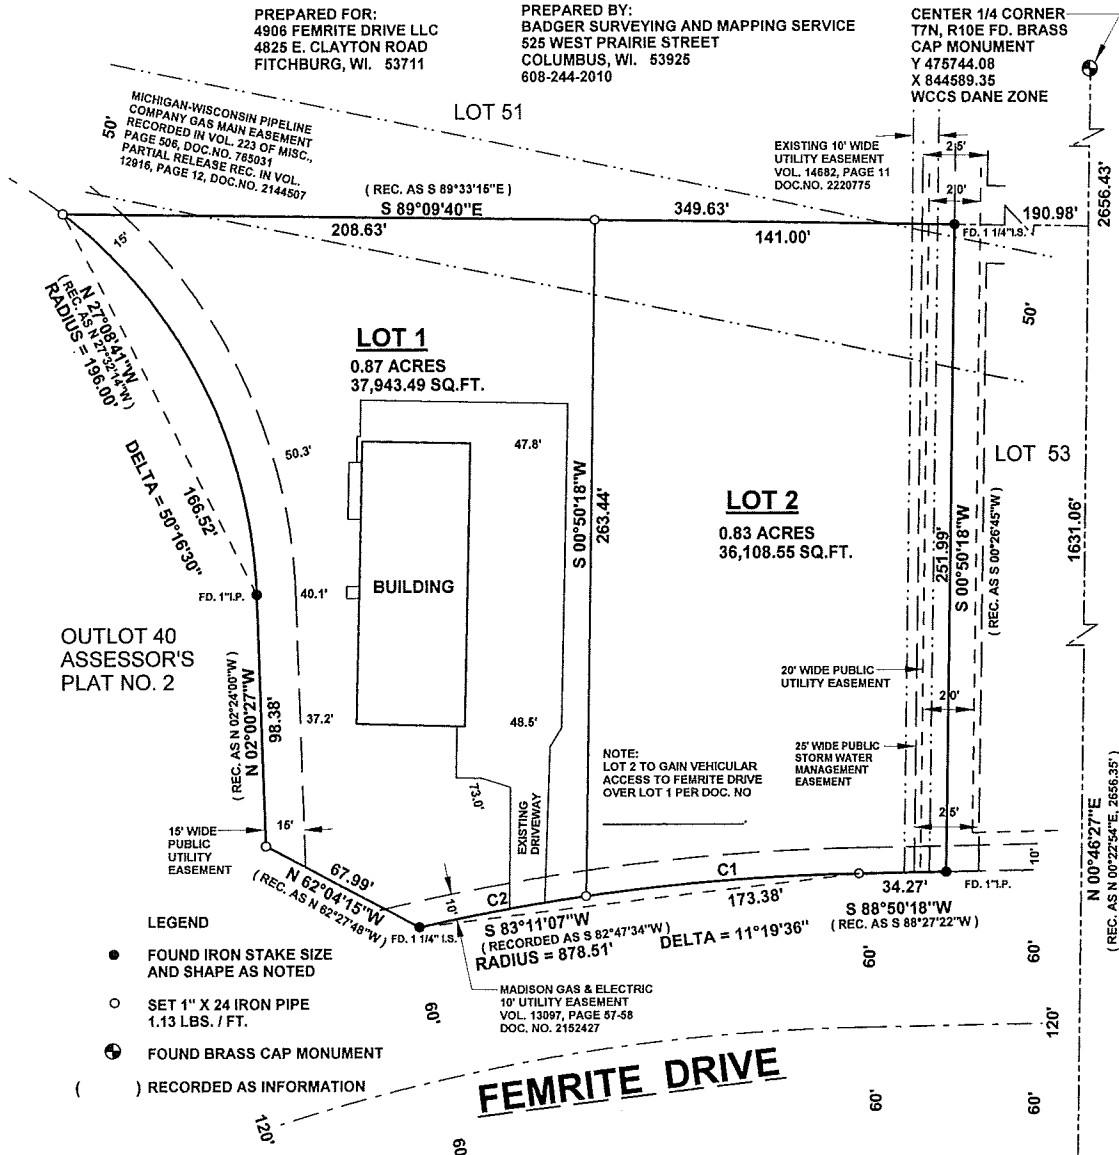 PREPARED FOR:
4906 FEMRITE DRIVE LLC
4825 E. CLAYTON ROAD
FITCHBURG, WI. 53711
PREPARED BY:
BADGER SURVEYING AND MAPPING SERVICE
525 WEST PRAIRIE STREET
COLUMBUS, WI. 53925
608-244-2010
CENTER 1/4 CORNER
T7N, R10E FD. BRASS
CAP MONUMENT
Y 475744.08
X 844589.35
WCCS DANE ZONE
LOT 51
50'
MICHIGAN-WISCONSIN PIPELINE
COMPANY GAS MAIN EASEMENT
RECORDED IN VOL. 223 OF MISC.,
PAGE 506, DOC.NO. 765031
PARTIAL RELEASE REC. IN VOL.
12916, PAGE 12, DOC.NO. 2144507
EXISTING 10' WIDE
UTILITY EASEMENT
VOL. 14682, PAGE 11
DOC.NO. 2220775
25'
20'
2656.43'
( REC. AS S 89°33'15"E )
S 89°09'40"E
349.63'
190.98'
208.63'
141.00'
FD. 1 1/4"I.S.
15'
50'
N 27°08'41"W
( REC. AS N 27°32'14"W )
RADIUS = 196.00'
LOT 1
0.87 ACRES
37,943.49 SQ.FT.
50.3'
47.8'
LOT 53
DELTA = 50°16'30"
166.52'
S 00°50'18"W
263.44'
LOT 2
0.83 ACRES
36,108.55 SQ.FT.
251.99'
S 00°50'18"W
( REC. AS S 00°26'45"W )
1631.06'
BUILDING
FD. 1"I.P.
40.1'
OUTLOT 40
ASSESSOR'S
PLAT NO. 2
( REC. AS N 02°24'00"W )
N 02°00'27"W
98.38'
37.2'
48.5'
20' WIDE PUBLIC
UTILITY EASEMENT
20'
25' WIDE PUBLIC
STORM WATER
MANAGEMENT
EASEMENT
NOTE:
LOT 2 TO GAIN VEHICULAR
ACCESS TO FEMRITE DRIVE
OVER LOT 1 PER DOC. NO
73.0'
EXISTING
DRIVEWAY
25'
15' WIDE
PUBLIC
UTILITY
EASEMENT
15'
10'
N 00°46'27"E
( REC. AS N 00°22'54"E, 2656.35')
67.99'
N 62°04'15"W
( REC. AS N 62°27'48"W )
10'
C2
C1
173.38'
34.27'
FD. 1"I.P.
S 88°50'18"W
( REC. AS S 88°27'22"W )
FD. 1 1/4" I.S.
S 83°11'07"W
( RECORDED AS S 82°47'34"W )
RADIUS = 878.51'
DELTA = 11°19'36"
LEGEND
FOUND IRON STAKE SIZE
AND SHAPE AS NOTED
SET 1" X 24 IRON PIPE
1.13 LBS. / FT.
FOUND BRASS CAP MONUMENT
( ) RECORDED AS INFORMATION
MADISON GAS & ELECTRIC
10' UTILITY EASEMENT
VOL. 13097, PAGE 57-58
DOC. NO. 2152427
60'
60'
60'
120'
FEMRITE DRIVE
120'
60'
60'
60'